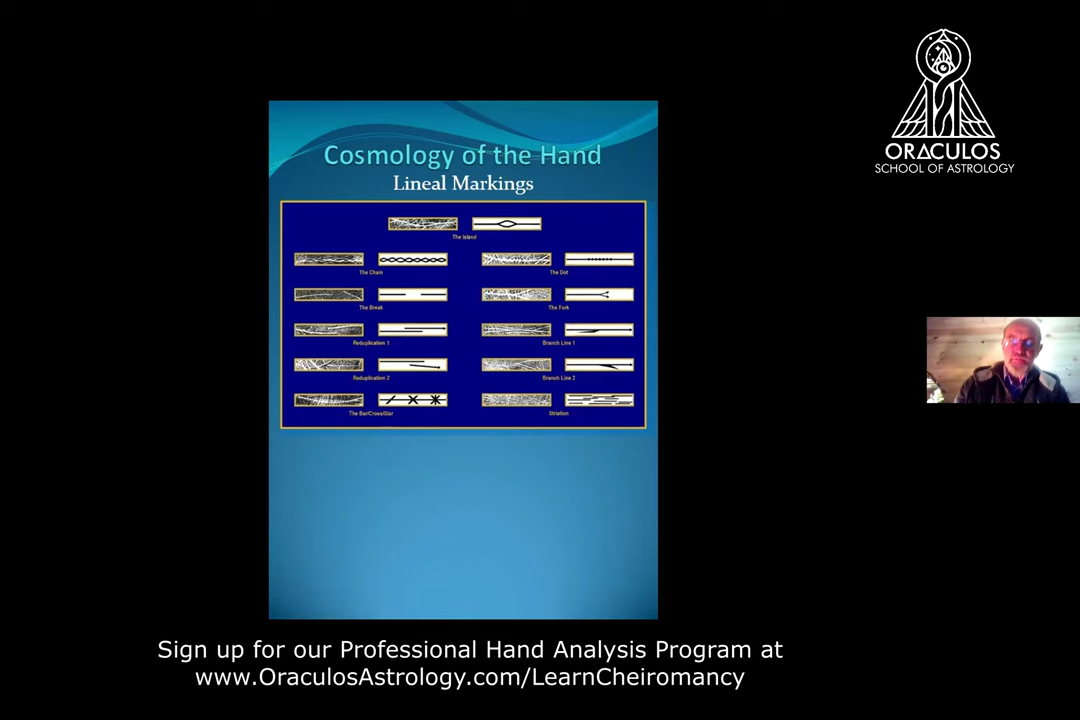 ORACULOS
SCHOOL OF ASTROLOGY
Cosmology of the Hand
Lineal Markings
The Island
The Chain
The Dot
The Break
The Fork
Reduplication 1
Branch Line 1
Reduplication 2
Branch Line 2
The Bar/Cross/Star
Striation
Sign up for our Professional Hand Analysis Program at
www.OraculosAstrology.com/LearnCheiromancy